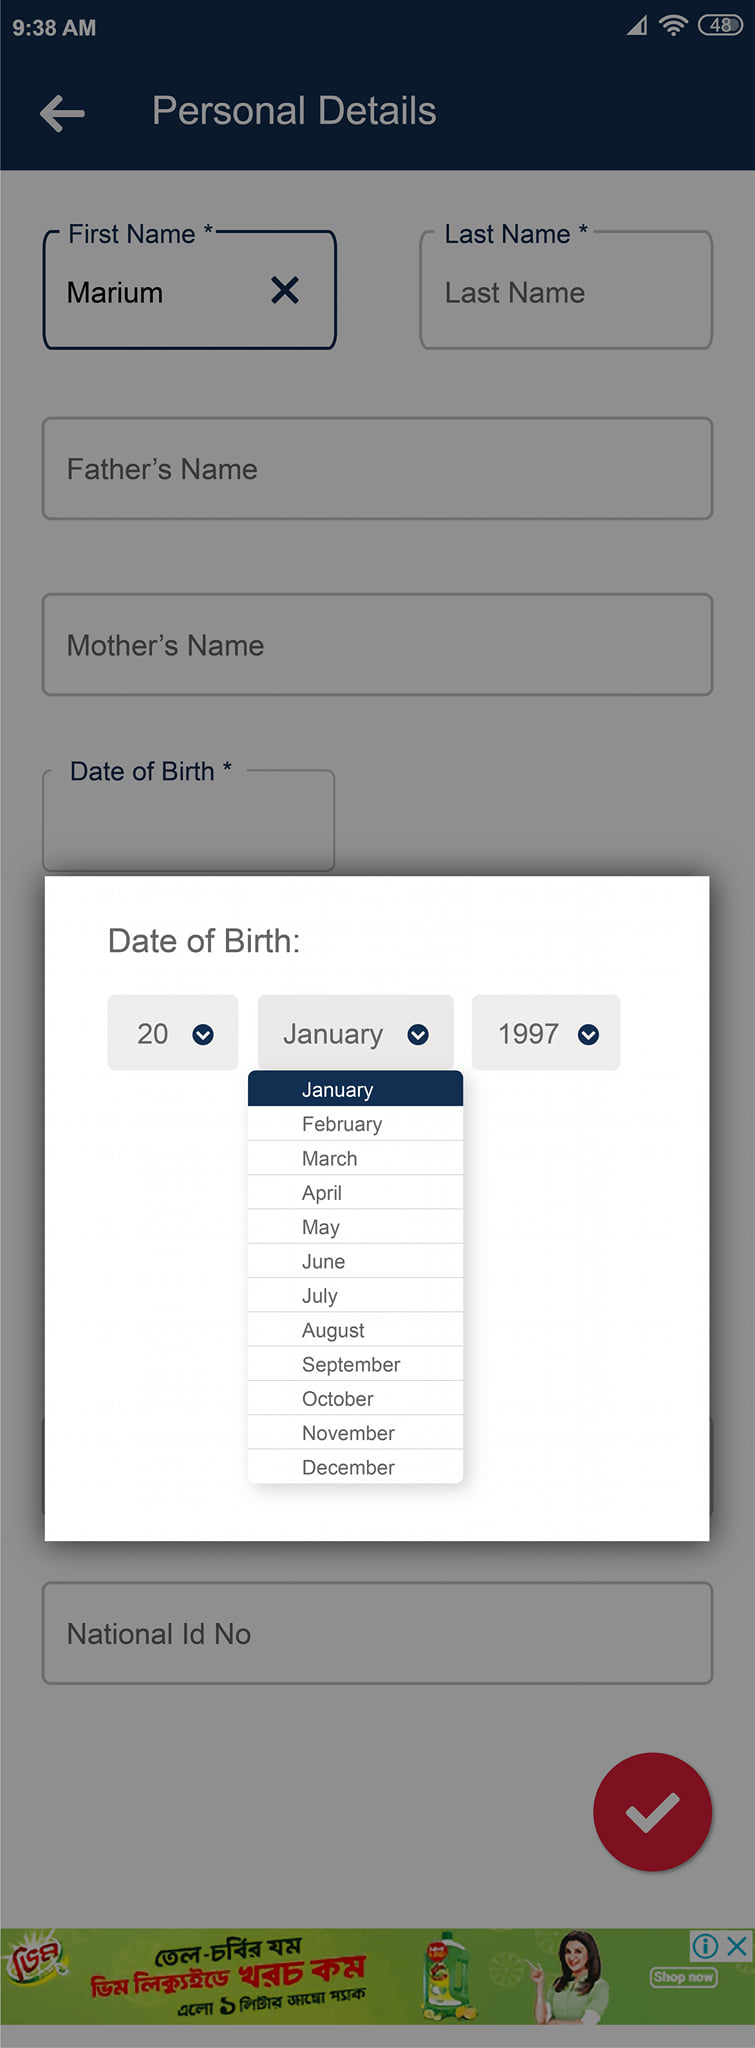 9:38 AM
48
Personal Details
First Name *
Last Name *
Marium
Last Name
Father's Name
Mother's Name
Date of Birth *
Date of Birth:
20
January
1997
January
February
March
April
May
June
July
August
September
October
November
December
National Id No
ভিম
তেল-চর্বির যম
ভিম লিকুইডে খরচ কম
এলো ১ লিটার জাম্বো প্যাক
Shop now